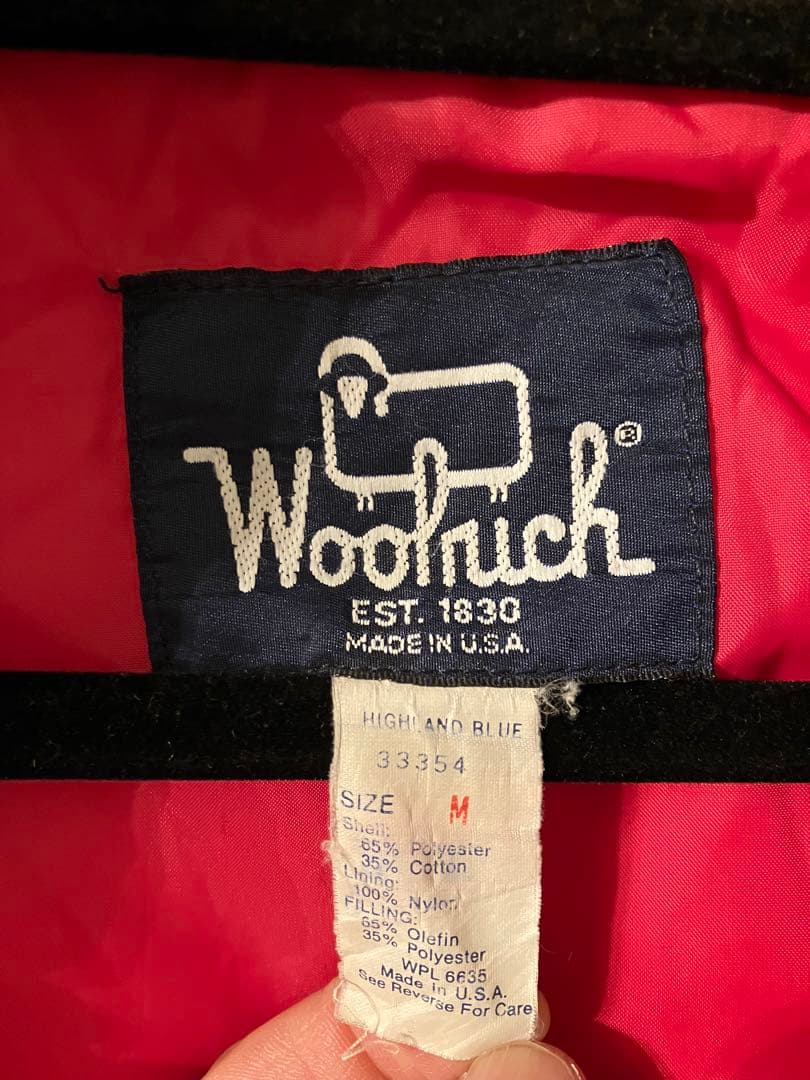 Woolrich®
EST. 1830
MADE IN U.S.A.
HIGHLAND BLUE
33354
SIZE M
Shell:
65% Polyester
35% Cotton
Lining:
100% Nylon
FILLING:
65% Olefin
35% Polyester
WPL 6635
Made In U.S.A.
See Reverse For Care